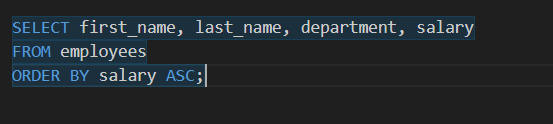 SELECT first_name, last_name, department, salary
FROM employees
ORDER BY salary ASC;